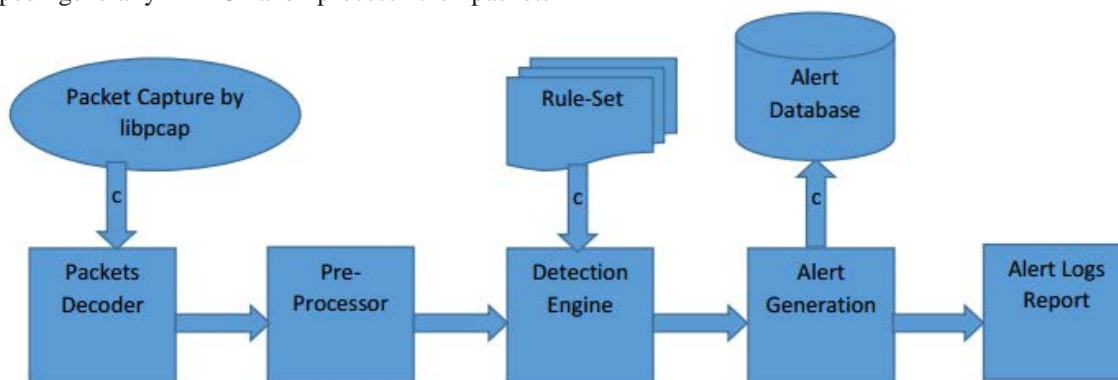 Packet Capture by
libpcap
Rule-Set
Alert
Database
c
c
c
Packets
Decoder
Pre-
Processor
Detection
Engine
Alert
Generation
Alert Logs
Report